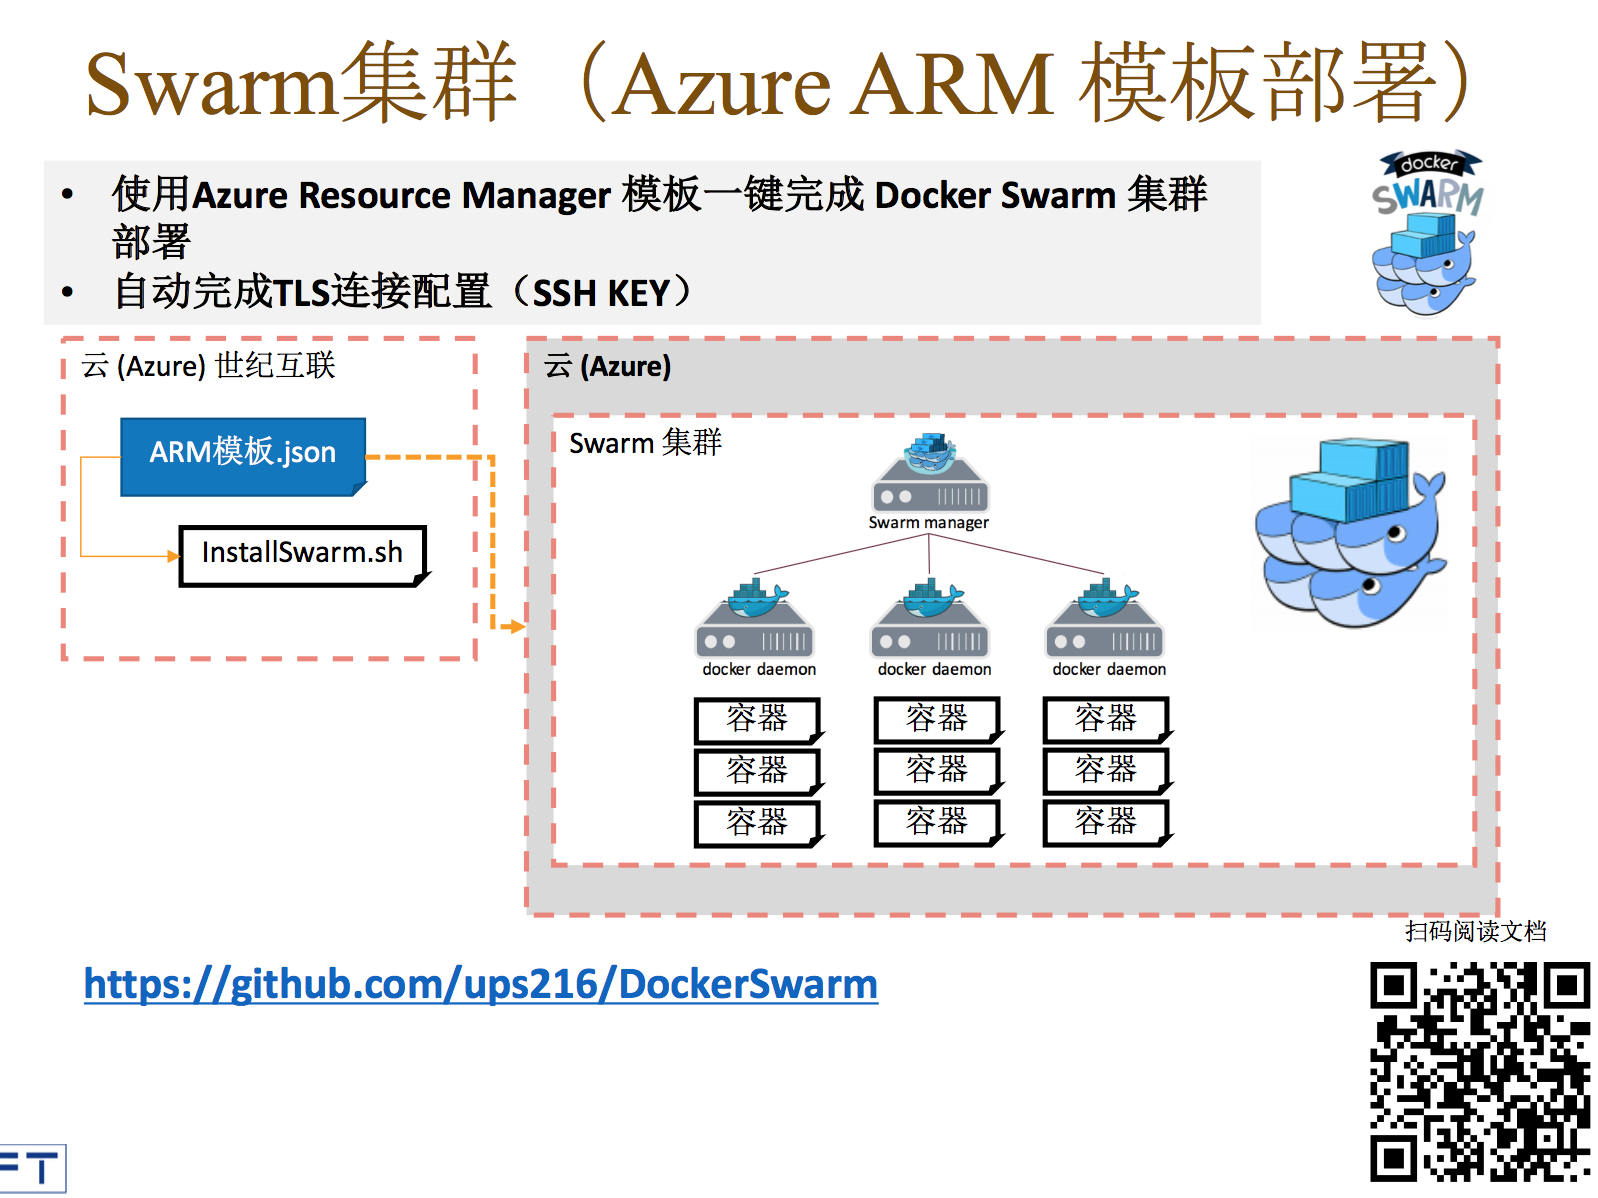 Swarm集群（Azure ARM 模板部署）
docker
SWARM
• 使用Azure Resource Manager 模板一键完成 Docker Swarm 集群
部署
• 自动完成TLS连接配置（SSH KEY）
云 (Azure) 世纪互联
ARM模板.json
InstallSwarm.sh
云 (Azure)
Swarm 集群
Swarm manager
docker daemon
docker daemon
docker daemon
容器
容器
容器
容器
容器
容器
容器
容器
容器
扫码阅读文档
https://github.com/ups216/DockerSwarm
FT